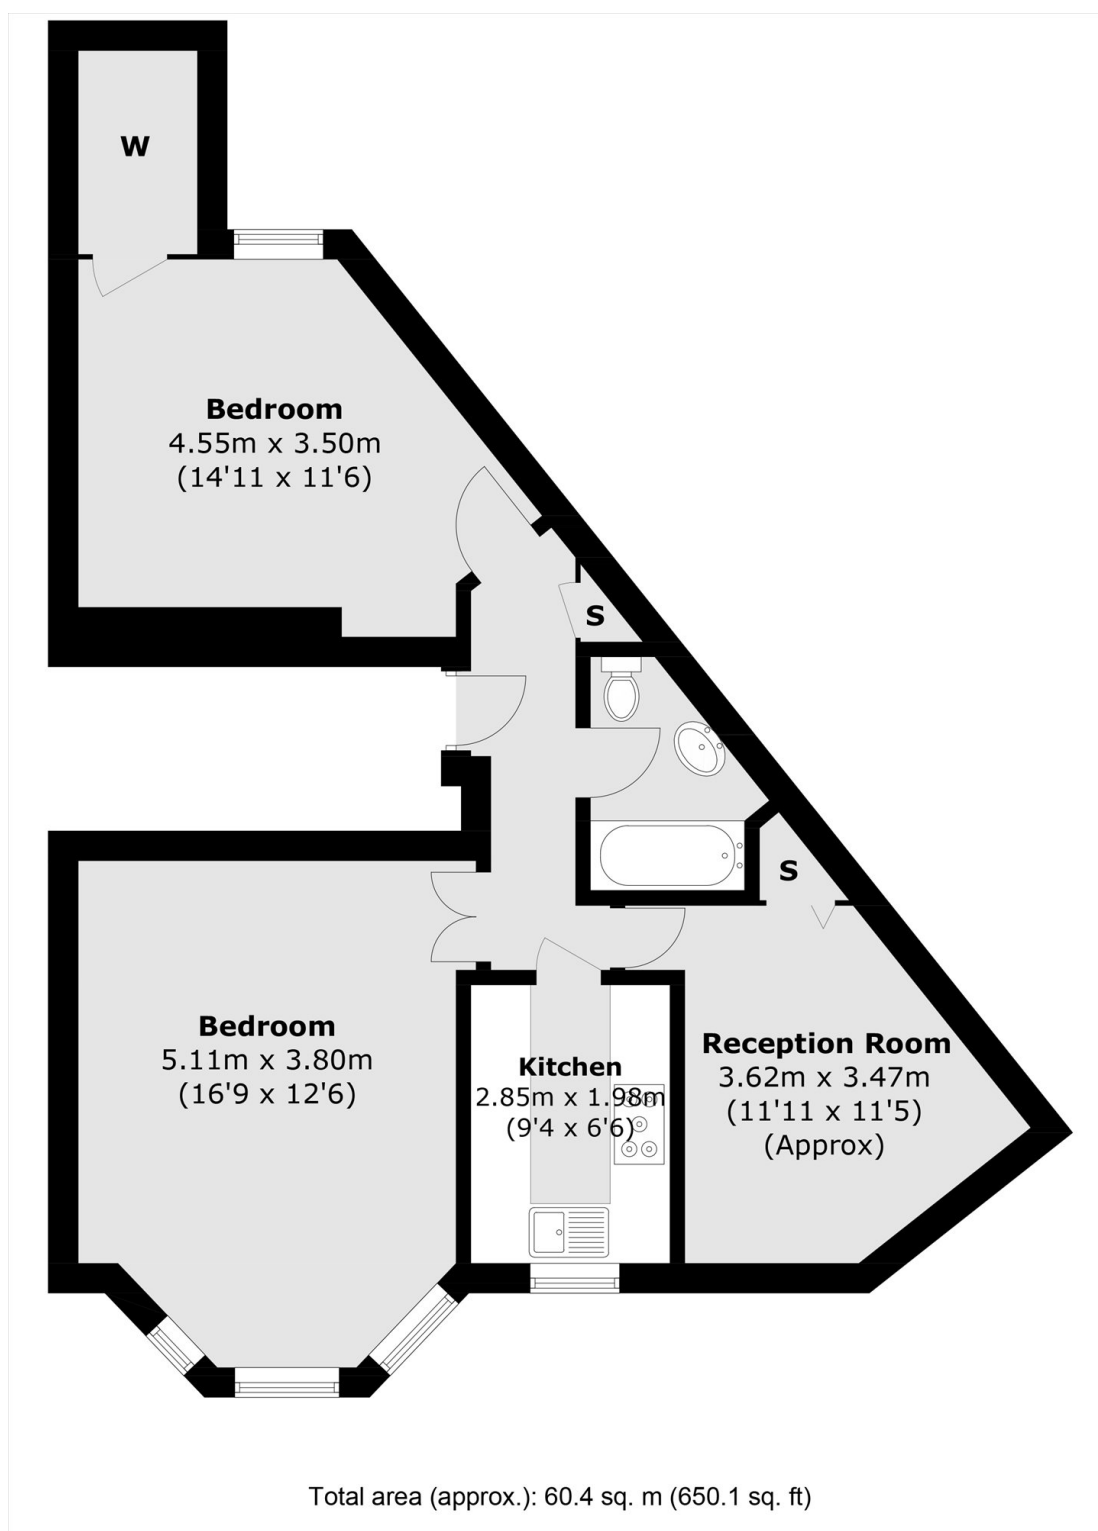 W
Bedroom
4.55m x 3.50m
(14'11 x 11'6)
S
S
Bedroom
5.11m x 3.80m
(16'9 x 12'6)
Kitchen
2.85m x 1.98m
(9'4 x 6'6)
Reception Room
3.62m x 3.47m
(11'11 x 11'5)
(Approx)
Total area (approx.): 60.4 sq. m (650.1 sq. ft)